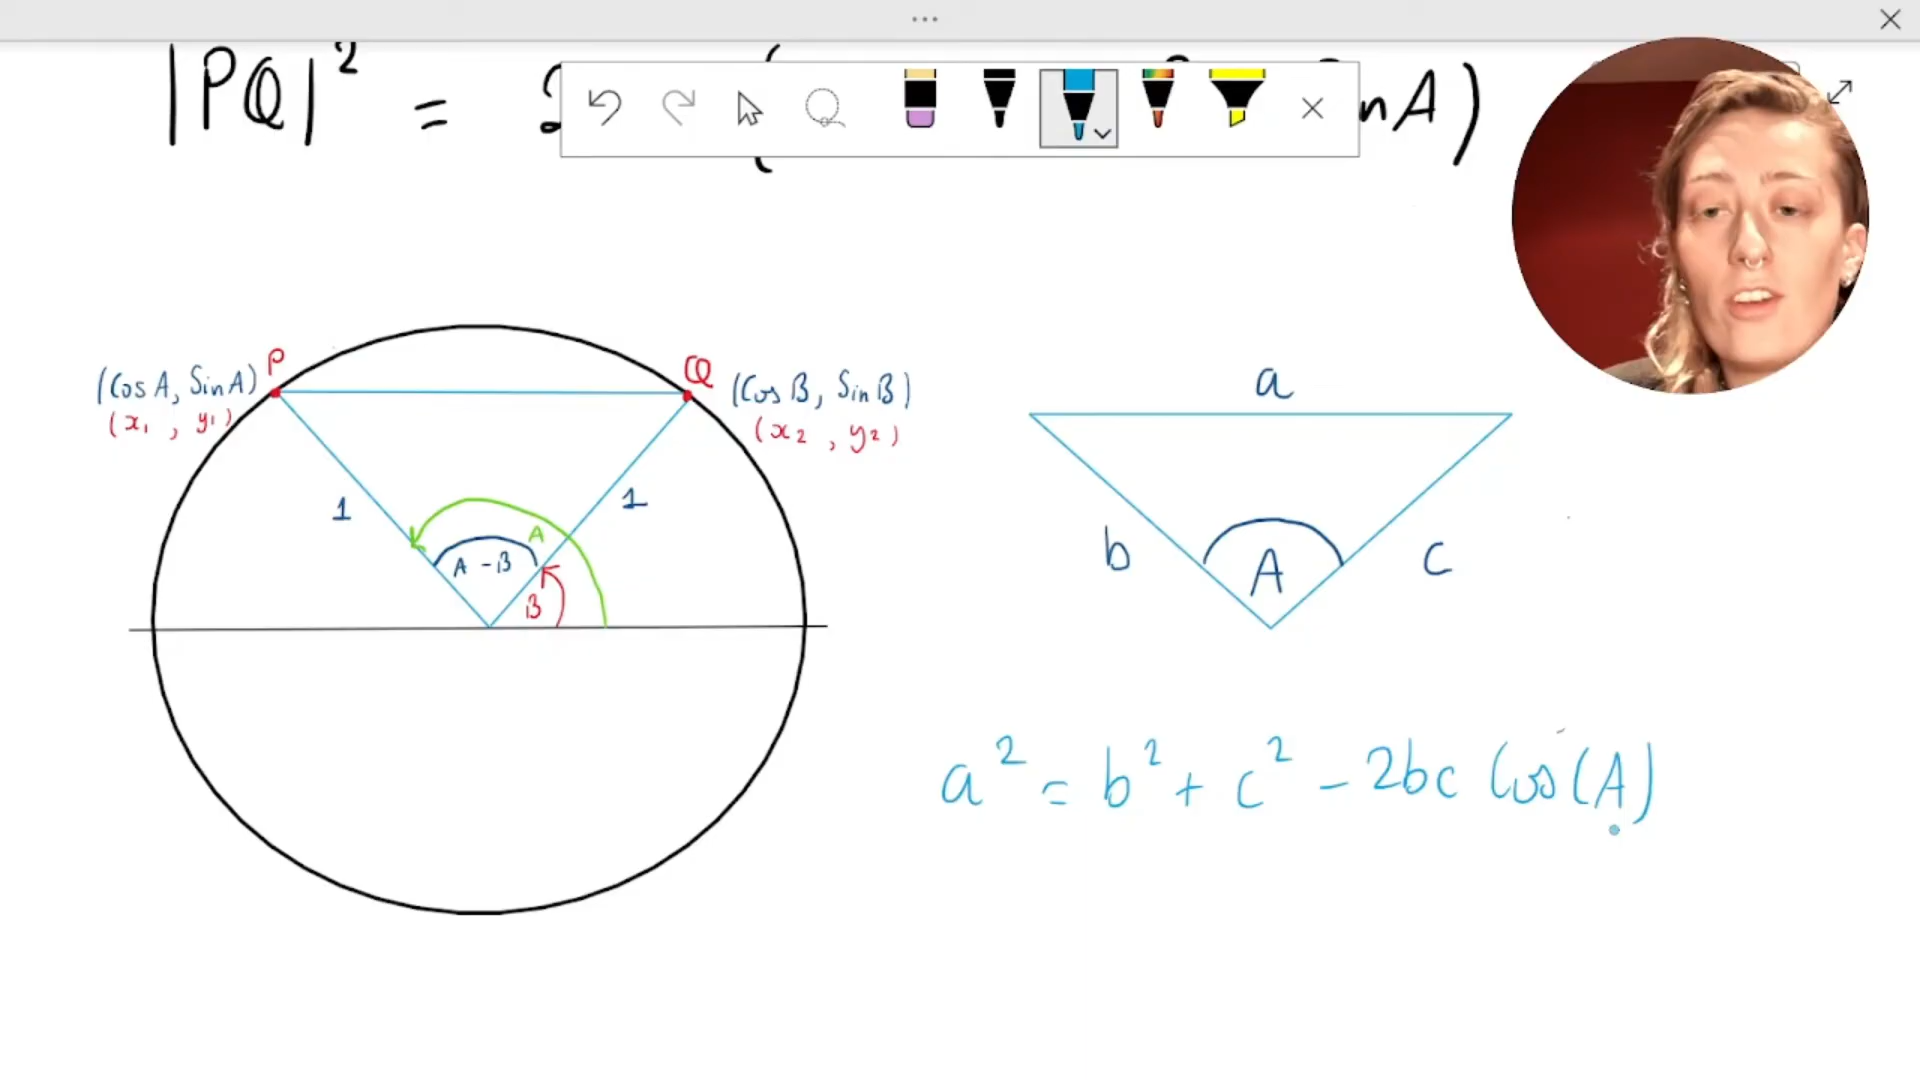 |PQ|² = 2 ( nA)
P
(Cos A, Sin A)
(x₁, y₁)
Q
(Cos B, Sin B)
(x₂, y₂)
1
1
A
A - B
B
a
b
c
A
a² = b² + c² - 2bc Cos(A)